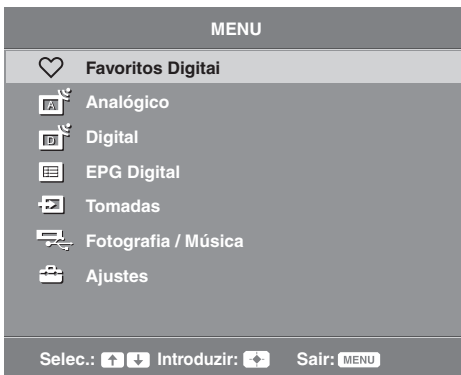 MENU
Favoritos Digitai
A Analógico
D Digital
EPG Digital
Tomadas
Fotografia / Música
Ajustes
Selec.: Introduzir: Sair: MENU